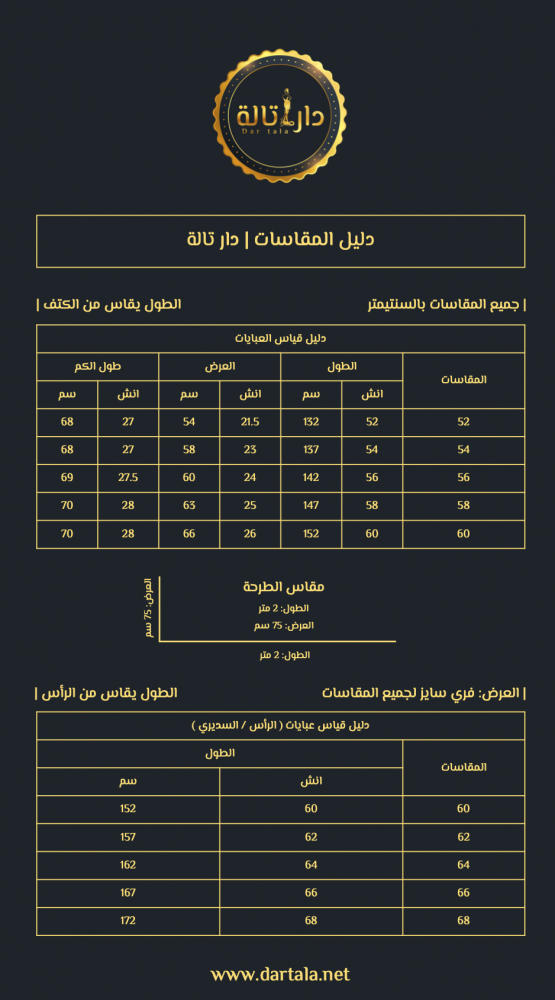 دار تالة
Dar tala
دليل المقاسات | دار تالة
| جميع المقاسات بالسنتيمتر
الطول يقاس من الكتف |
دليل قياس العبايات
المقاسات الطول العرض طول الكم
انش سم انش سم انش سم
52 52 132 21.5 54 27 68
54 54 137 23 58 27 68
56 56 142 24 60 27.5 69
58 58 147 25 63 28 70
60 60 152 26 66 28 70
مقاس الطرحة
الطول: 2 متر
العرض: 75 سم
العرض: 75 سم
الطول: 2 متر
| العرض: فري سايز لجميع المقاسات
الطول يقاس من الرأس |
دليل قياس عبايات ( الرأس / السديري )
المقاسات الطول
انش سم
60 60 152
62 62 157
64 64 162
66 66 167
68 68 172
www.dartala.net